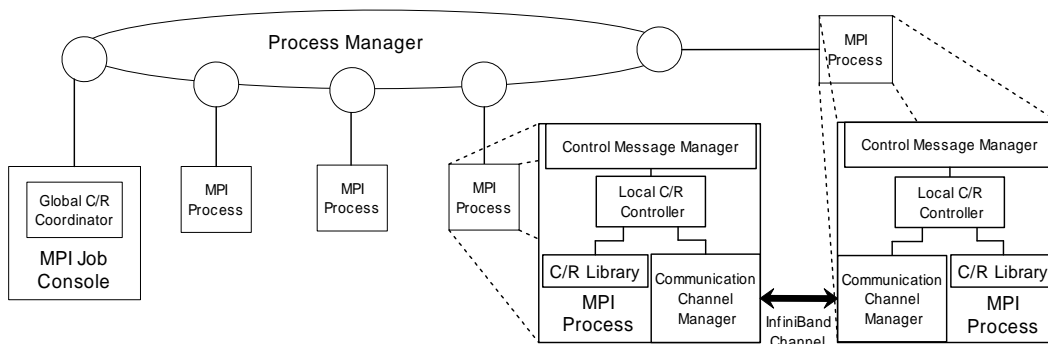 Process Manager
MPI
Process
Global C/R
Coordinator
MPI Job
Console
MPI
Process
MPI
Process
MPI
Process
Control Message Manager
Local C/R
Controller
C/R Library
MPI
Process
Communication
Channel
Manager
InfiniBand
Channel
Control Message Manager
Local C/R
Controller
Communication
Channel
Manager
C/R Library
MPI
Process